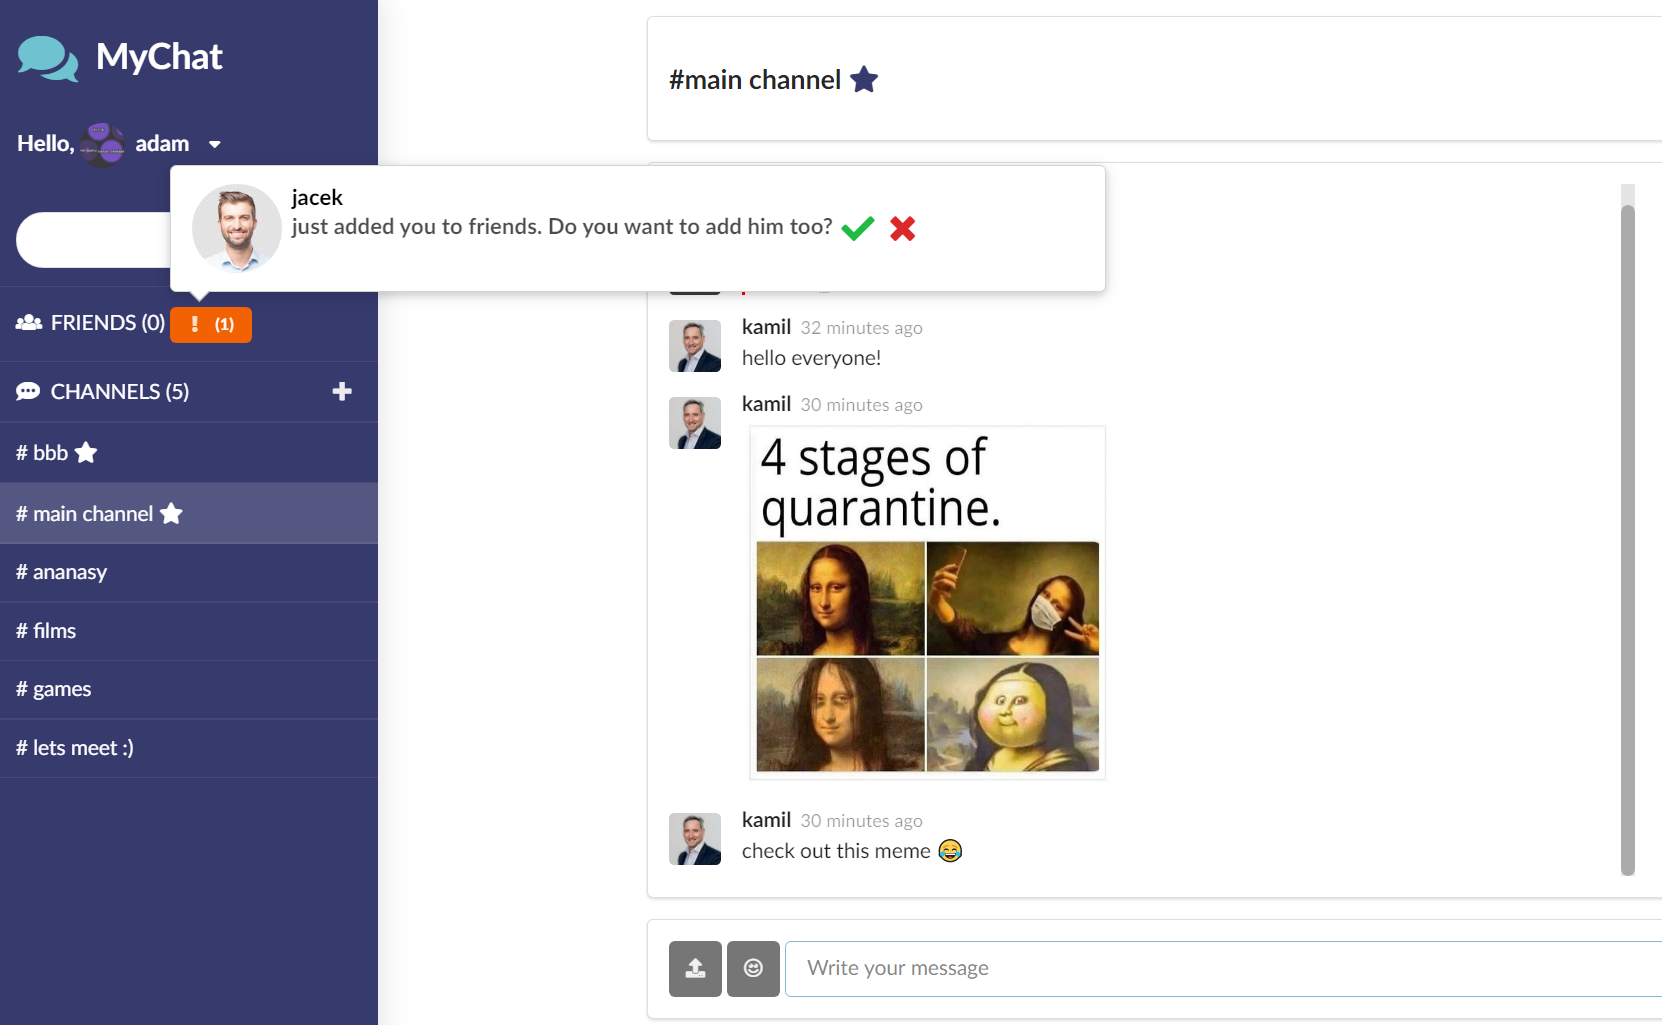 MyChat
Hello, adam
jacek
just added you to friends. Do you want to add him too?
FRIENDS (0) ! (1)
CHANNELS (5)
# bbb
# main channel
# ananasy
# films
# games
# lets meet :)
#main channel
kamil 32 minutes ago
hello everyone!
kamil 30 minutes ago
4 stages of
quarantine.
kamil 30 minutes ago
check out this meme 😂
Write your message